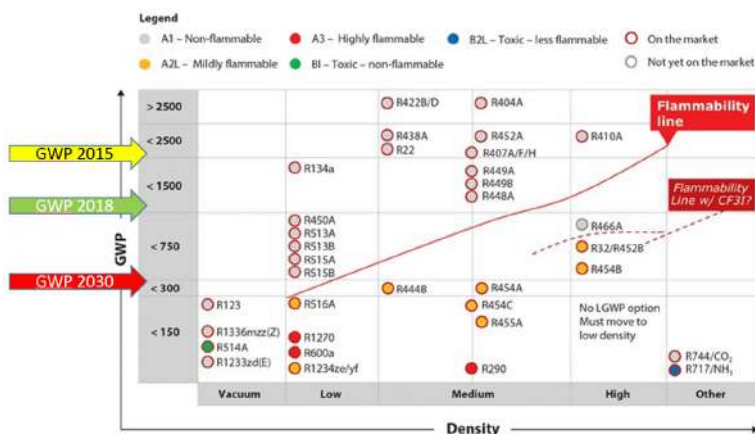 Legend
A1 – Non-flammable
A3 – Highly flammable
B2L – Toxic – less flammable
On the market
A2L – Mildly flammable
BI – Toxic – non-flammable
Not yet on the market
> 2500
R422B/D
R404A
Flammability line
< 2500
R438A
R452A
R410A
R22
R407A/F/H
GWP 2015
< 1500
R134a
R449A
R449B
R448A
Flammability
Line w/ CF3I?
GWP 2018
GWP
< 750
R450A
R513A
R513B
R515A
R515B
R466A
R32/R452B
R454B
GWP 2030
< 300
R444B
R454A
< 150
R123
R516A
R454C
R455A
No LGWP option
Must move to
low density
R1336mzz(Z)
R514A
R1233zd(E)
R1270
R600a
R1234ze/yf
R290
R744/CO₂
R717/NH₃
Vacuum
Low
Medium
High
Other
Density